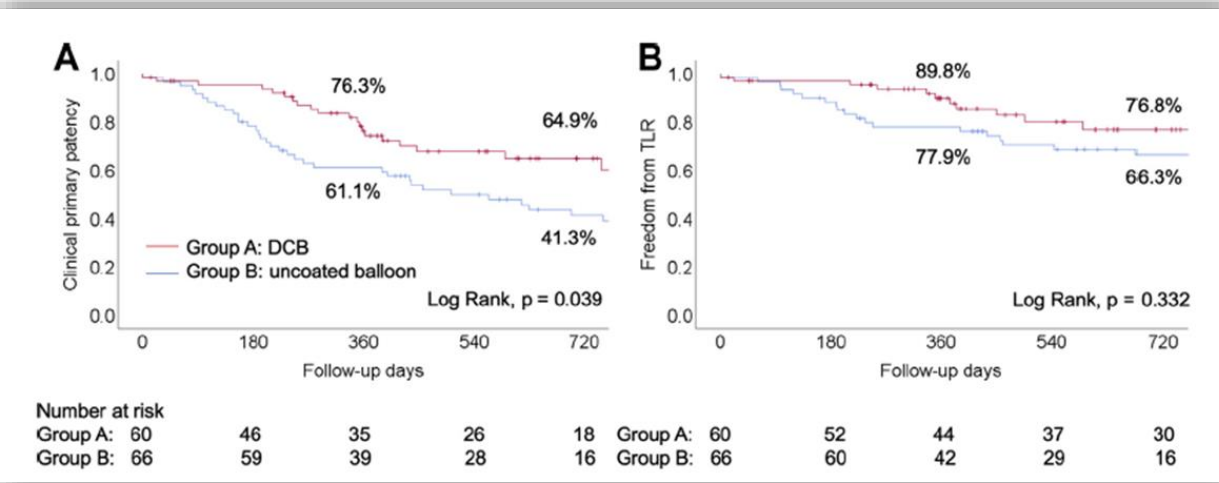 A
Clinical primary patency
1.0
0.8
0.6
0.4
0.2
0.0
76.3%
64.9%
61.1%
41.3%
Group A: DCB
Group B: uncoated balloon
Log Rank, p = 0.039
0 180 360 540 720
Follow-up days
B
Freedom from TLR
1.0
0.8
0.6
0.4
0.2
0.0
89.8%
76.8%
77.9%
66.3%
Log Rank, p = 0.332
0 180 360 540 720
Follow-up days
Number at risk
Group A: 60 46 35 26 18 Group A: 60 52 44 37 30
Group B: 66 59 39 28 16 Group B: 66 60 42 29 16